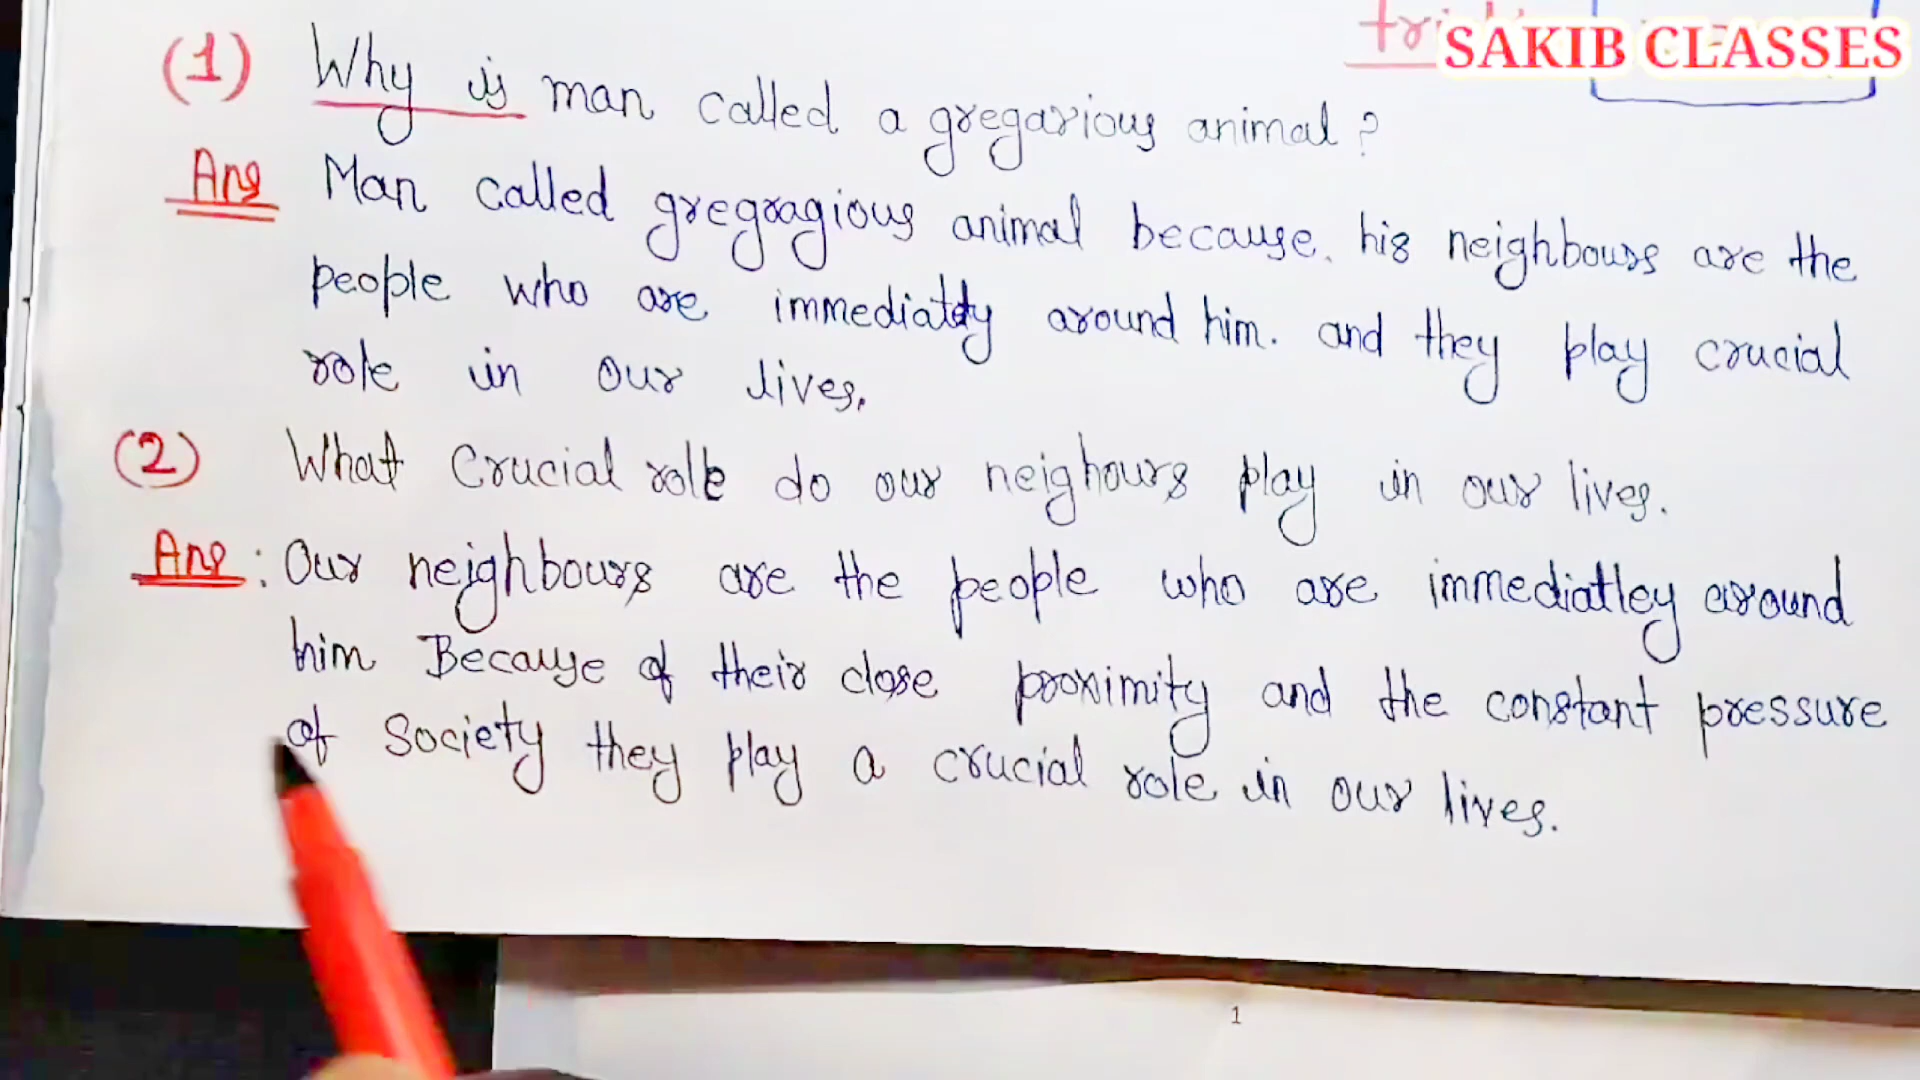 SAKIB CLASSES
(1) Why is man called a gregarious animal?
Ans Man called gregragious animal because. his neighbours are the
people who are immediatly around him. and they play crucial
role in our lives.
(2) What Crucial role do our neighours play in our lives.
Ans: Our neighbours are the people who are immediatley around
him Because of their close proximity and the constant pressure
of Society they play a crucial role in our lives.
1